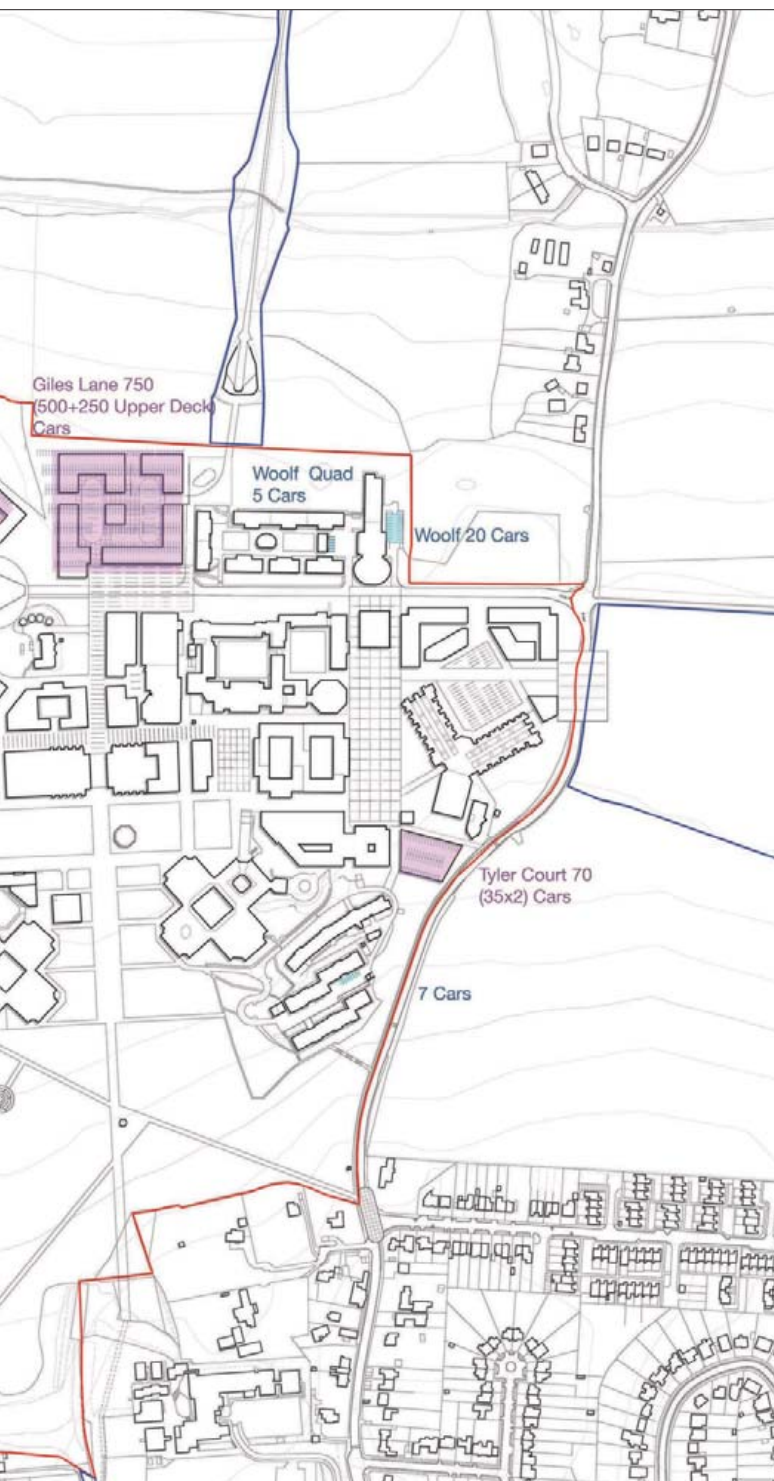 Giles Lane 750
(500+250 Upper Deck)
Cars
Woolf Quad
5 Cars
Woolf 20 Cars
Tyler Court 70
(35x2) Cars
7 Cars